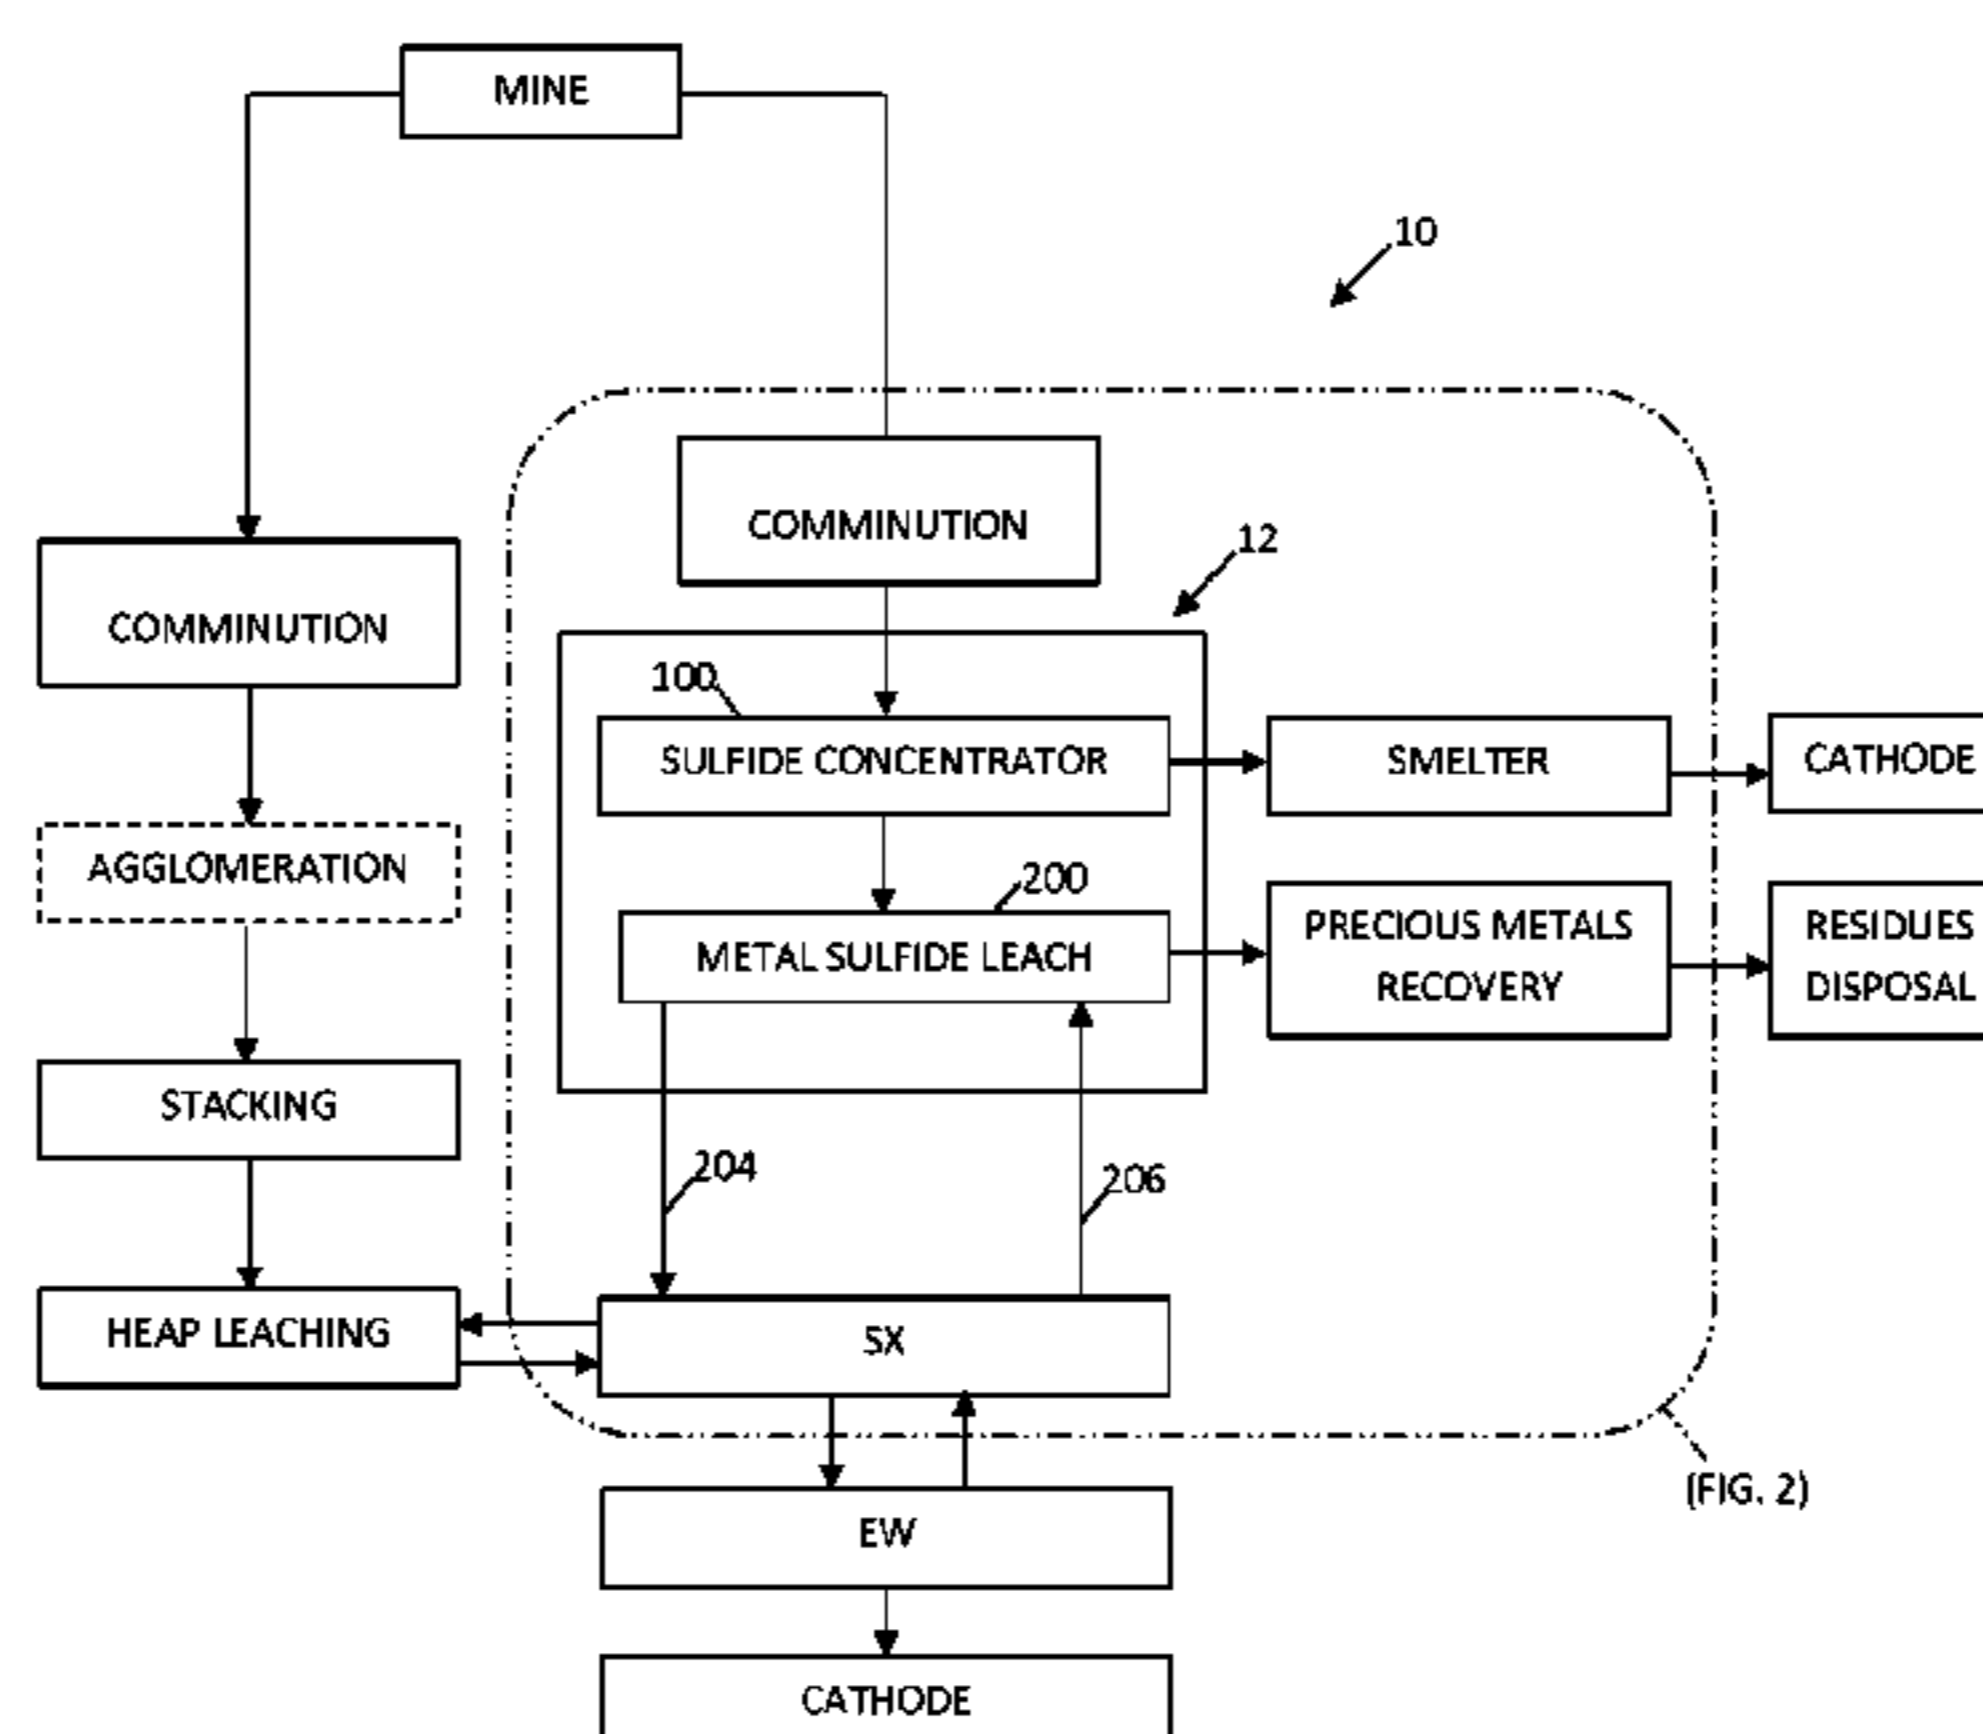 MINE
10
COMMINUTION
12
COMMINUTION
100
SULFIDE CONCENTRATOR
SMELTER
CATHODE
AGGLOMERATION
200
METAL SULFIDE LEACH
PRECIOUS METALS
RECOVERY
RESIDUES
DISPOSAL
STACKING
204
206
HEAP LEACHING
SX
(FIG. 2)
EW
CATHODE